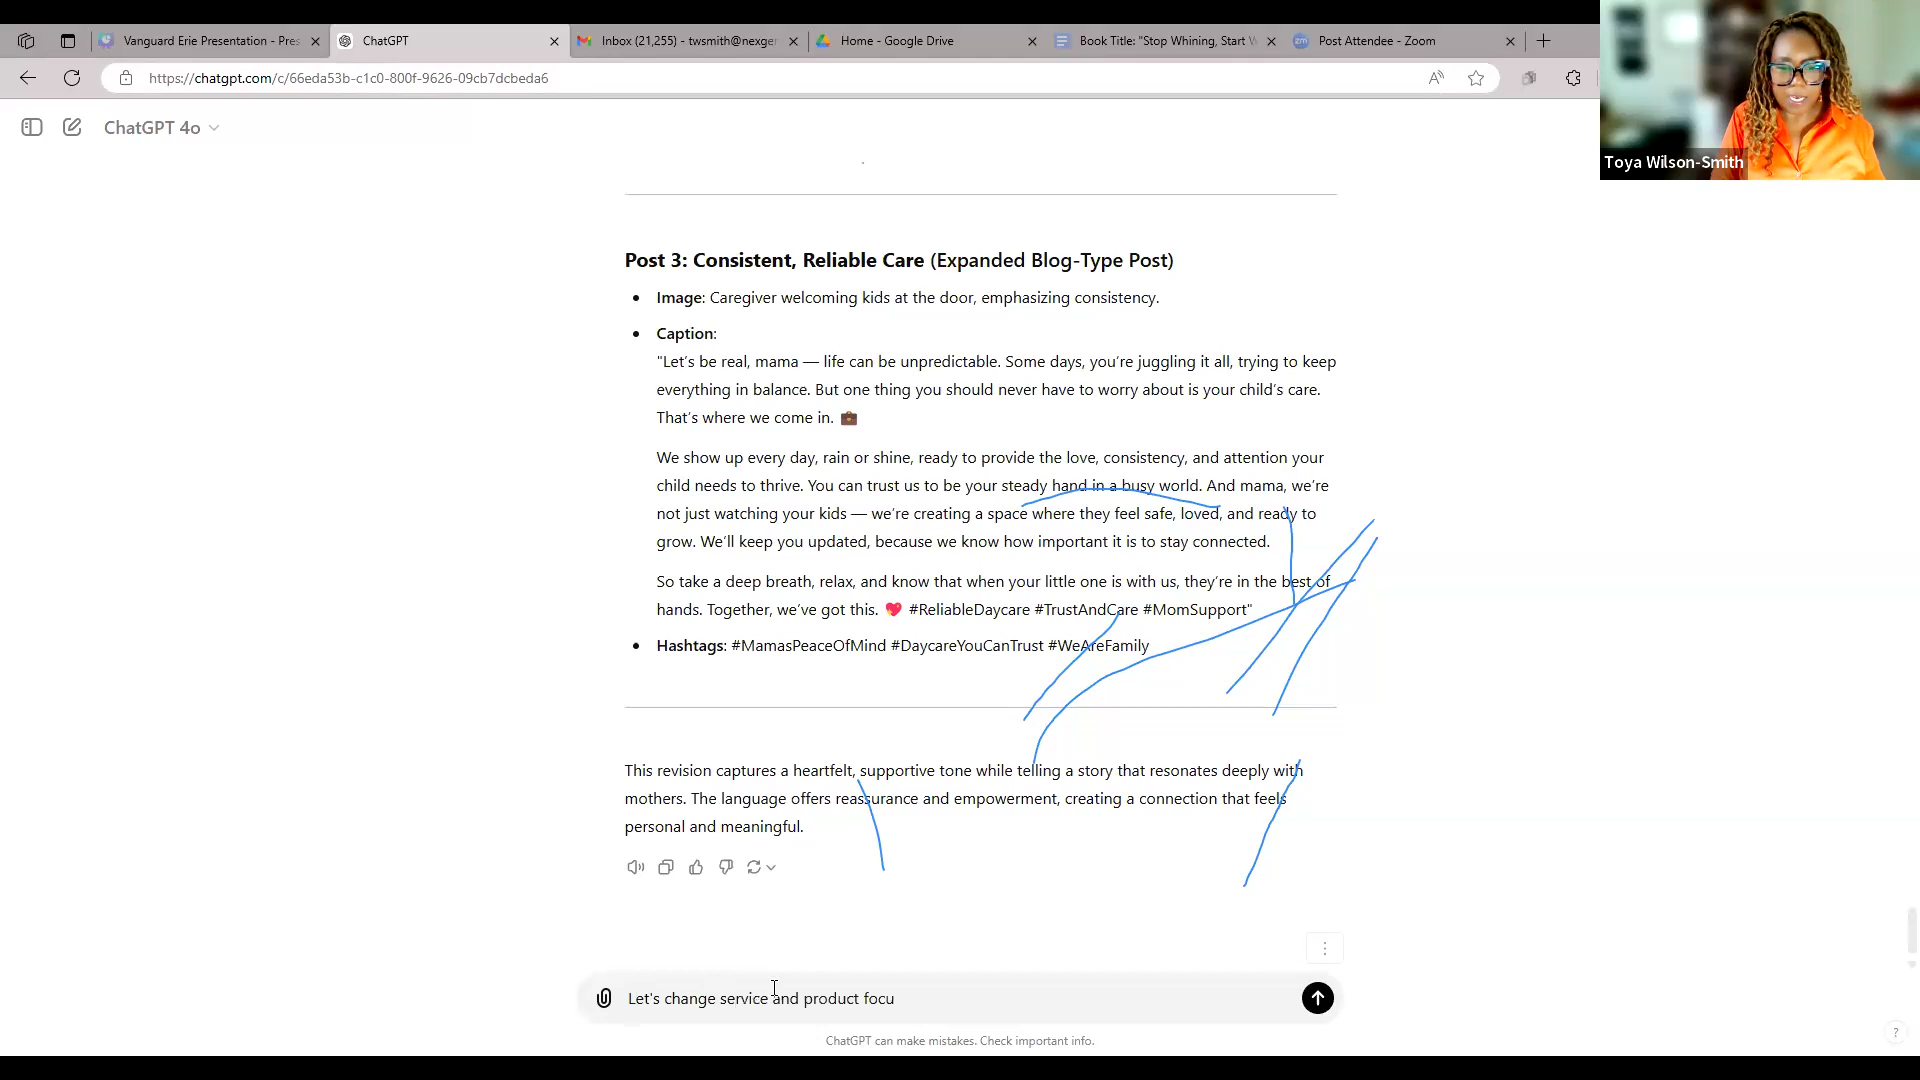 Vanguard Erie Presentation - Pres
ChatGPT
Inbox (21,255) - twsmith@nexger
Home - Google Drive
Book Title: "Stop Whining, Start W
Post Attendee - Zoom
https://chatgpt.com/c/66eda53b-c1c0-800f-9626-09cb7dcbeda6
ChatGPT 4o
Toya Wilson-Smith
Post 3: Consistent, Reliable Care (Expanded Blog-Type Post)
Image: Caregiver welcoming kids at the door, emphasizing consistency.
Caption:
"Let's be real, mama — life can be unpredictable. Some days, you're juggling it all, trying to keep
everything in balance. But one thing you should never have to worry about is your child's care.
That's where we come in. 💼
We show up every day, rain or shine, ready to provide the love, consistency, and attention your
child needs to thrive. You can trust us to be your steady hand in a busy world. And mama, we're
not just watching your kids — we're creating a space where they feel safe, loved, and ready to
grow. We'll keep you updated, because we know how important it is to stay connected.
So take a deep breath, relax, and know that when your little one is with us, they're in the best of
hands. Together, we've got this. 💖 #ReliableDaycare #TrustAndCare #MomSupport"
Hashtags: #MamasPeaceOfMind #DaycareYouCanTrust #WeAreFamily
This revision captures a heartfelt, supportive tone while telling a story that resonates deeply with
mothers. The language offers reassurance and empowerment, creating a connection that feels
personal and meaningful.
Let's change service and product focu
ChatGPT can make mistakes. Check important info.
?